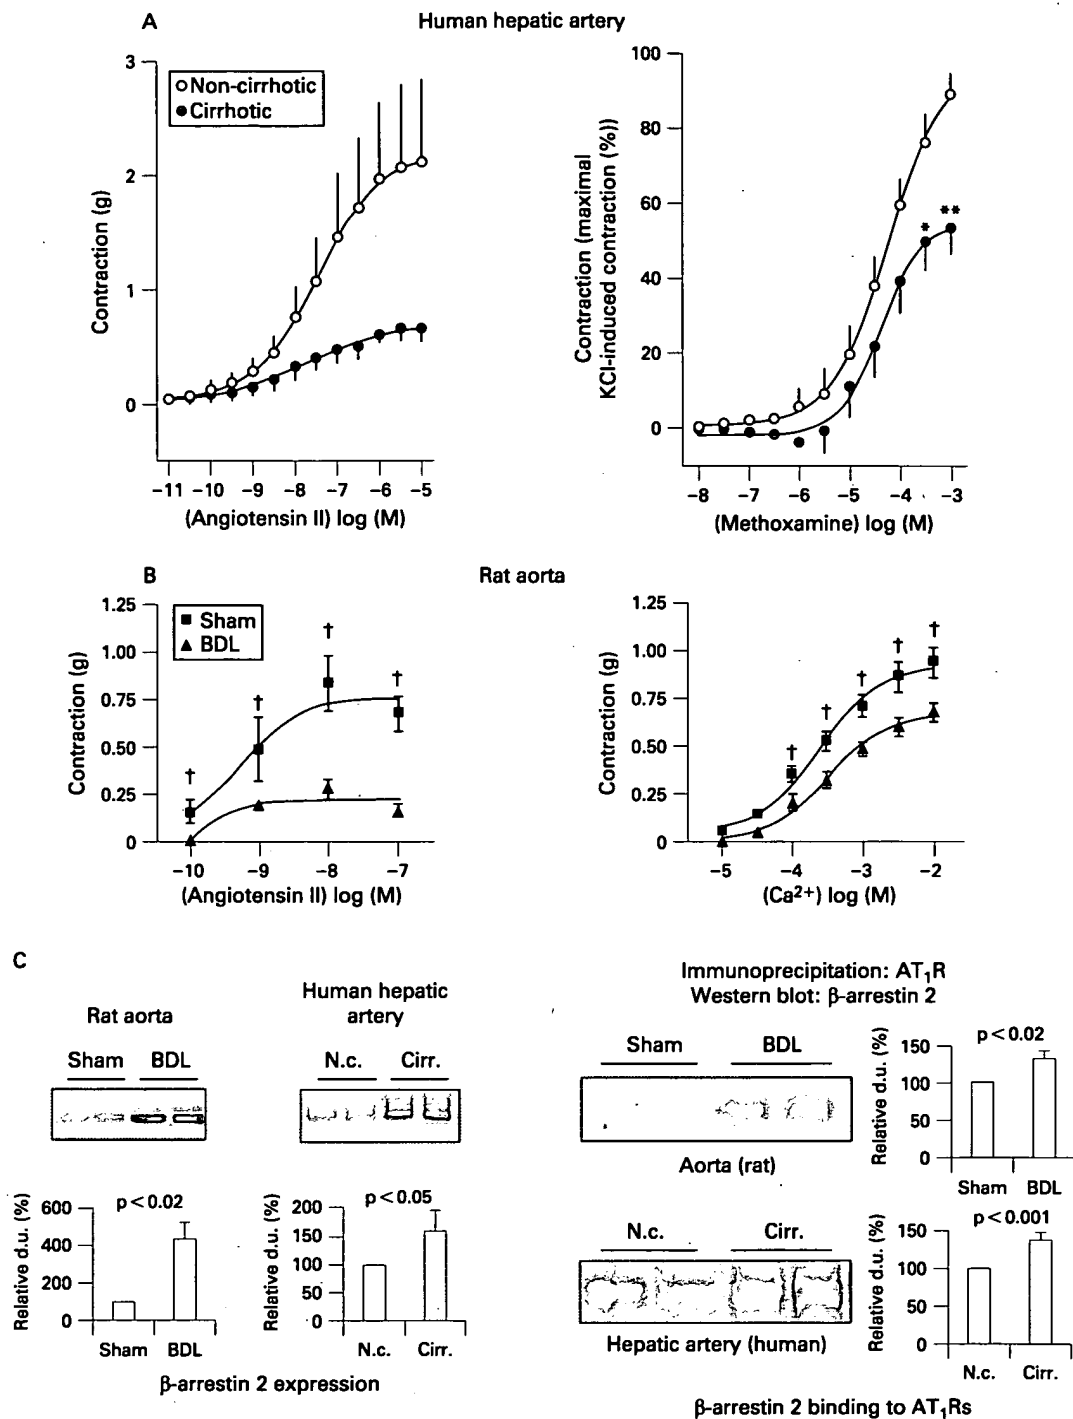 A
Human hepatic artery
Non-cirrhotic
Cirrhotic
3
2
1
0
Contraction (g)
−11 −10 −9 −8 −7 −6 −5
(Angiotensin II) log (M)
100
80
60
40
20
0
Contraction (maximal
KCl-induced contraction (%))
* **
−8 −7 −6 −5 −4 −3
(Methoxamine) log (M)
B
Rat aorta
Sham
BDL
1.25
1.00
0.75
0.50
0.25
0
Contraction (g)
† † † †
−10 −9 −8 −7
(Angiotensin II) log (M)
1.25
1.00
0.75
0.50
0.25
0
Contraction (g)
† † † † †
−5 −4 −3 −2
(Ca²⁺) log (M)
C
Rat aorta
Sham BDL
Human hepatic
artery
N.c. Cirr.
600
400
200
0
Relative d.u. (%)
p < 0.02
Sham BDL
200
150
100
50
0
Relative d.u. (%)
p < 0.05
N.c. Cirr.
β-arrestin 2 expression
Immunoprecipitation: AT₁R
Western blot: β-arrestin 2
Sham BDL
Aorta (rat)
150
100
50
0
Relative d.u. (%)
p < 0.02
Sham BDL
N.c. Cirr.
Hepatic artery (human)
150
100
50
0
Relative d.u. (%)
p < 0.001
N.c. Cirr.
β-arrestin 2 binding to AT₁Rs